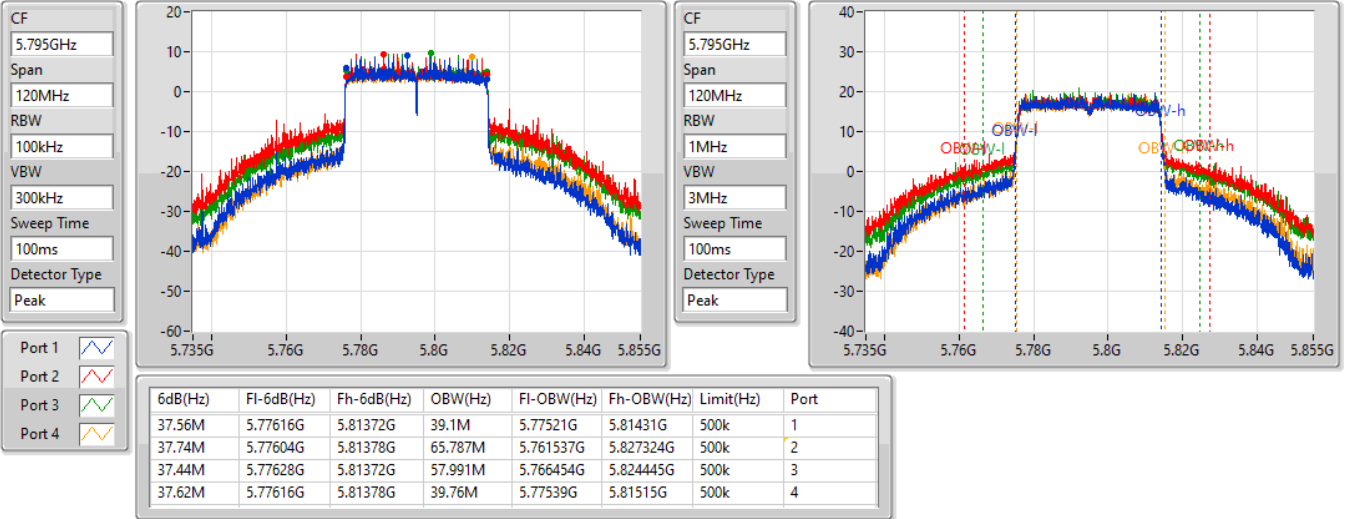 CF
5.795GHz
Span
120MHz
RBW
100kHz
VBW
300kHz
Sweep Time
100ms
Detector Type
Peak
20
10
0
-10
-20
-30
-40
-50
-60
5.735G 5.76G 5.78G 5.8G 5.82G 5.84G 5.855G
CF
5.795GHz
Span
120MHz
RBW
1MHz
VBW
3MHz
Sweep Time
100ms
Detector Type
Peak
40
30
20
10
0
-10
-20
-30
-40
OBW-h
OBW-l
OBW-l
5.735G 5.76G 5.78G 5.8G 5.82G 5.84G 5.855G
Port 1
Port 2
Port 3
Port 4
6dB(Hz) Fl-6dB(Hz) Fh-6dB(Hz) OBW(Hz) Fl-OBW(Hz) Fh-OBW(Hz) Limit(Hz) Port
37.56M 5.77616G 5.81372G 39.1M 5.77521G 5.81431G 500k 1
37.74M 5.77604G 5.81378G 65.787M 5.761537G 5.827324G 500k 2
37.44M 5.77628G 5.81372G 57.991M 5.766454G 5.824445G 500k 3
37.62M 5.77616G 5.81378G 39.76M 5.77539G 5.81515G 500k 4